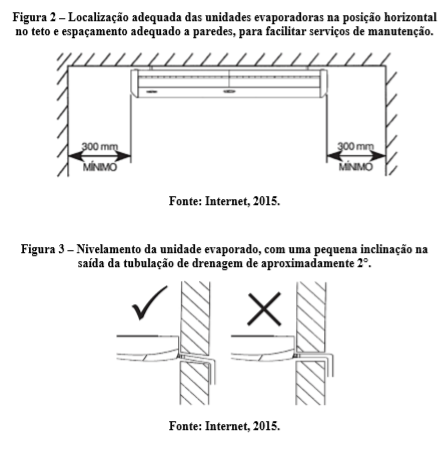 Figura 2 – Localização adequada das unidades evaporadoras na posição horizontal
no teto e espaçamento adequado a paredes, para facilitar serviços de manutenção.
300 mm
MÍNIMO
300 mm
MÍNIMO
Fonte: Internet, 2015.
Figura 3 – Nivelamento da unidade evaporado, com uma pequena inclinação na
saída da tubulação de drenagem de aproximadamente 2°.
Fonte: Internet, 2015.